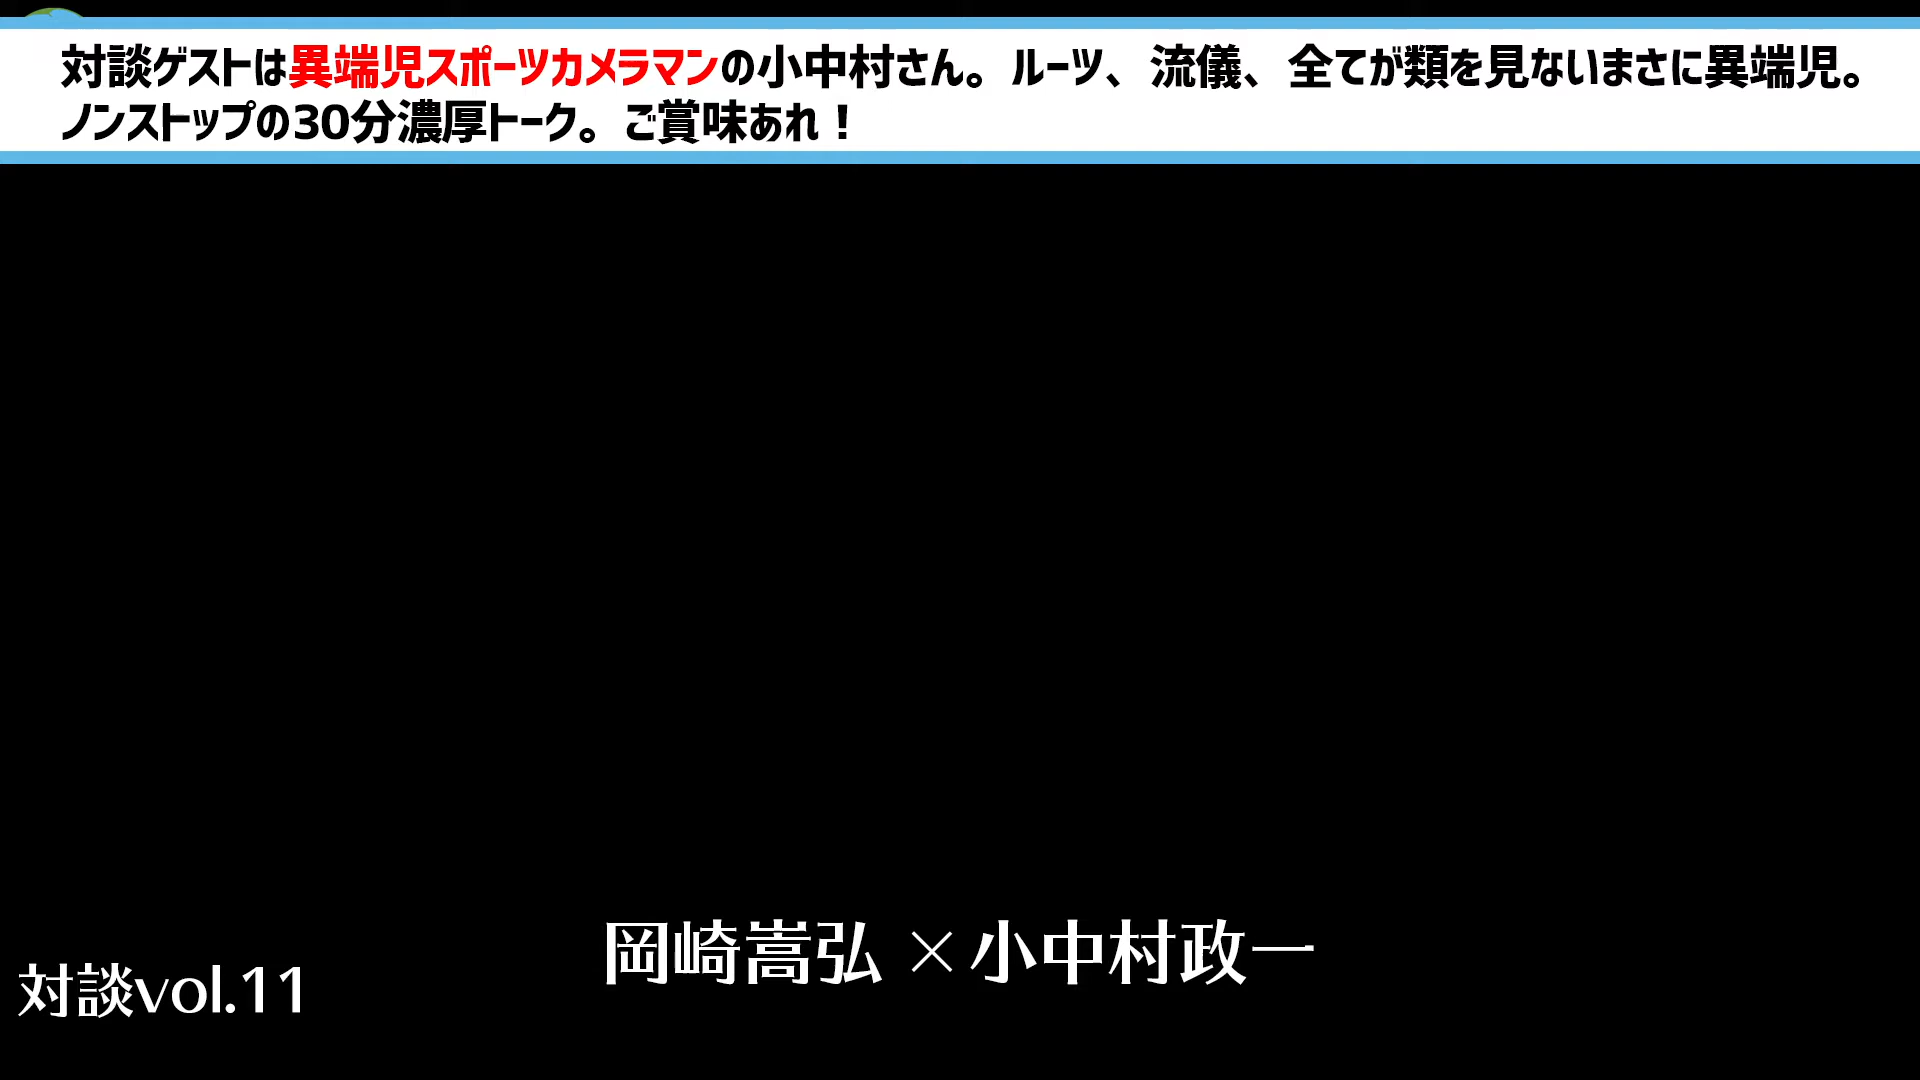 対談ゲストは異端児スポーツカメラマンの小中村さん。ルーツ、流儀、全てが類を見ないまさに異端児。
ノンストップの30分濃厚トーク。ご賞味あれ！
岡崎嵩弘×小中村政一
対談vol.11